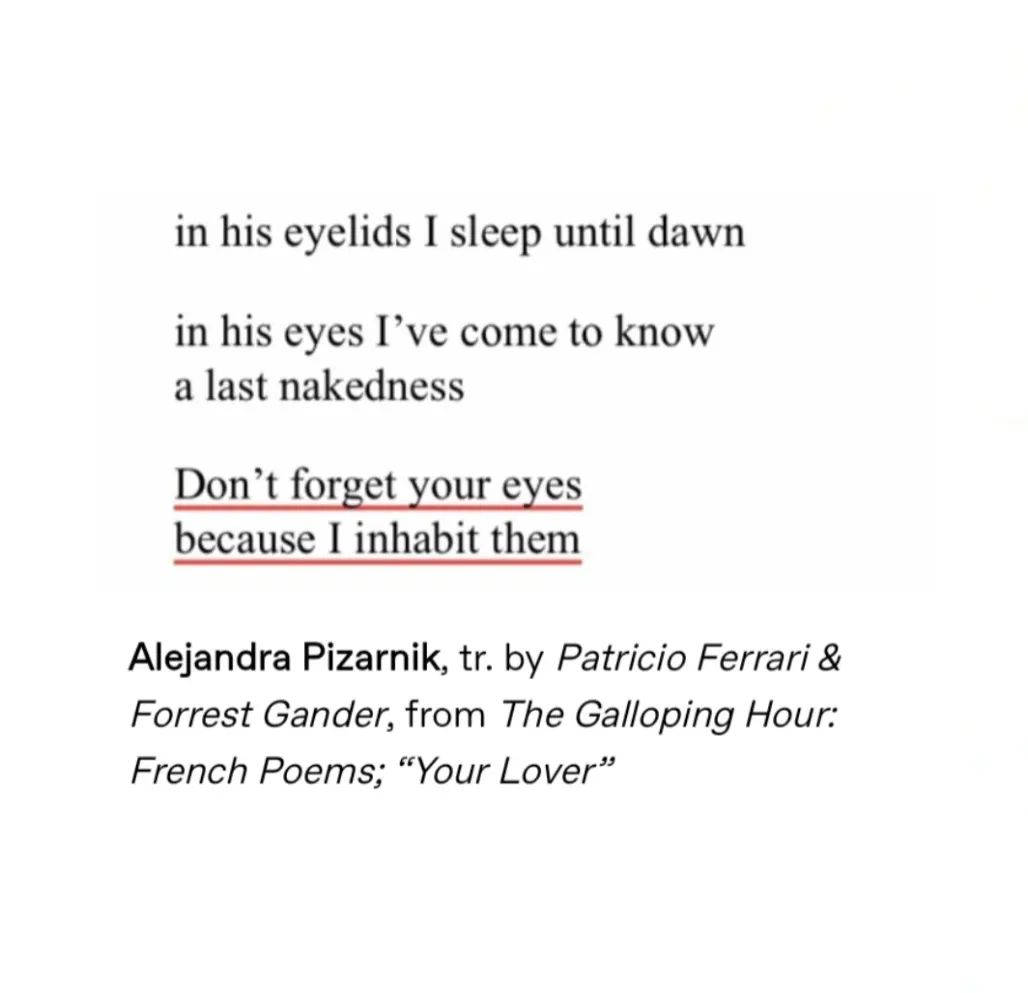 in his eyelids I sleep until dawn
in his eyes I’ve come to know
a last nakedness
Don’t forget your eyes
because I inhabit them
Alejandra Pizarnik, tr. by Patricio Ferrari &
Forrest Gander, from The Galloping Hour:
French Poems; “Your Lover”